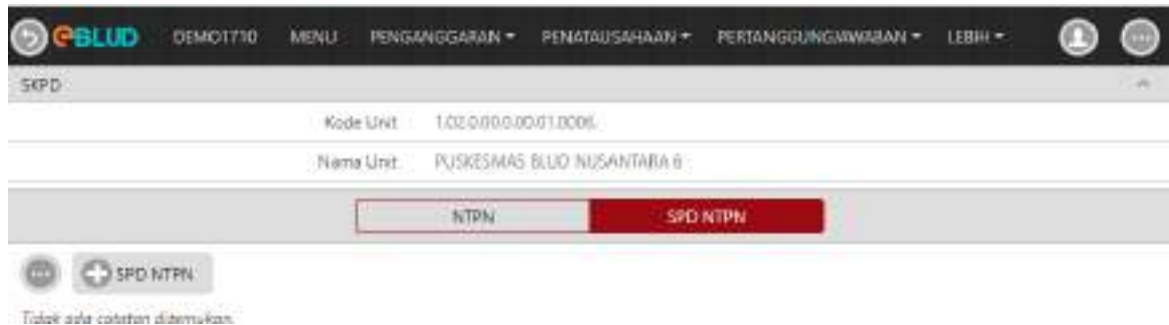 eBLUD DEMO1710 MENU PENGANGGARAN PENATAUSAHAAN PERTANGGUNGJAWABAN LEBIH
SKPD
Kode Unit : 1.02.0.00.0.00.01.0006.
Nama Unit : PUSKESMAS BLUD NUSANTARA 6
NTPN SPD NTPN
SPD NTPN
Tidak ada catatan ditemukan.